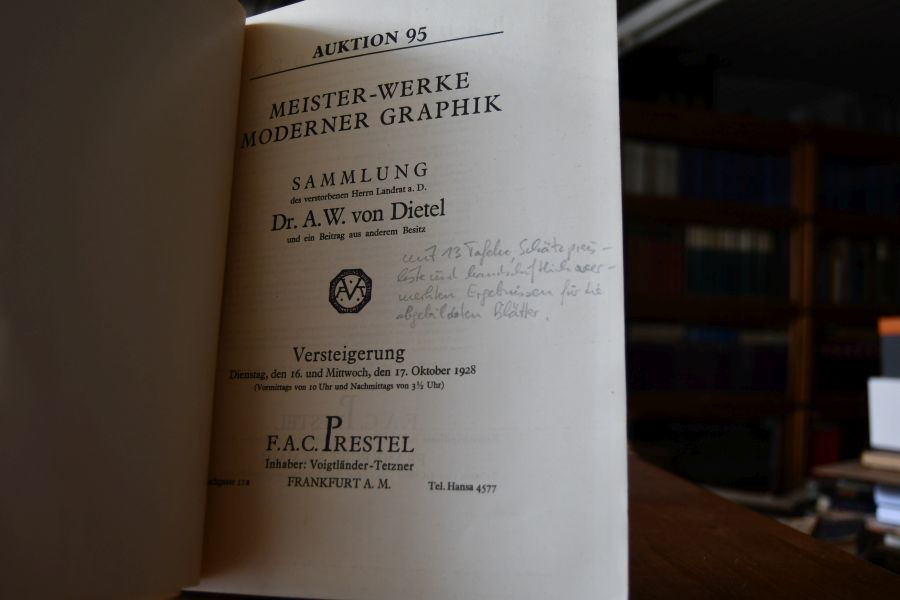 AUKTION 95
MEISTER-WERKE
MODERNER GRAPHIK
SAMMLUNG
des verstorbenen Herrn Landrat a. D.
Dr. A. W. von Dietel
und ein Beitrag aus anderem Besitz
mit 13 Tafeln, Schätzpreis-
liste und handschriftlich ver-
merkten Ergebnissen für die
abgebildeten Blätter.
Versteigerung
Dienstag, den 16. und Mittwoch, den 17. Oktober 1928
(Vormittags von 10 Uhr und Nachmittags von 3½ Uhr)
F. A. C. PRESTEL
Inhaber: Voigtländer-Tetzner
FRANKFURT A. M. Tel. Hansa 4577